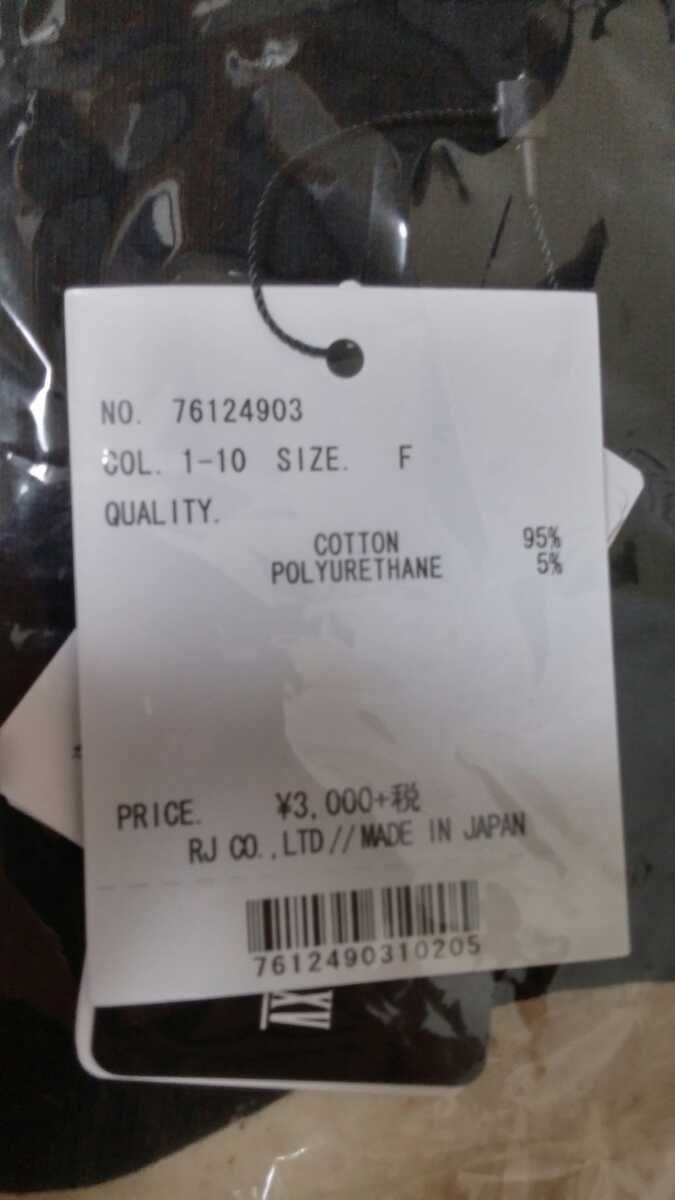 NO. 76124903
COL. 1-10 SIZE. F
QUALITY.
COTTON 95%
POLYURETHANE 5%
PRICE. ¥3,000+税
RJ CO.,LTD//MADE IN JAPAN
7612490310205